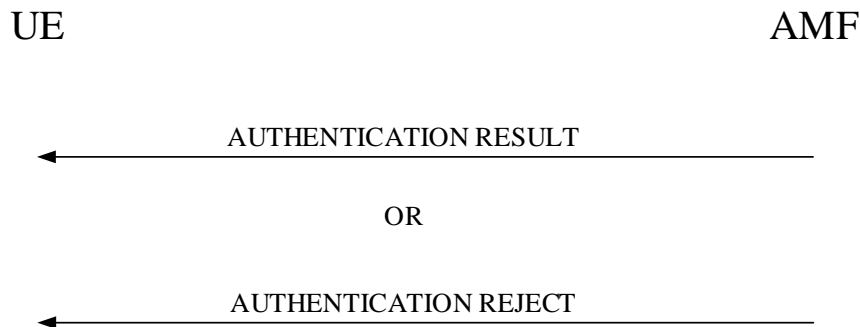 UE AMF
AUTHENTICATION RESULT
OR
AUTHENTICATION REJECT